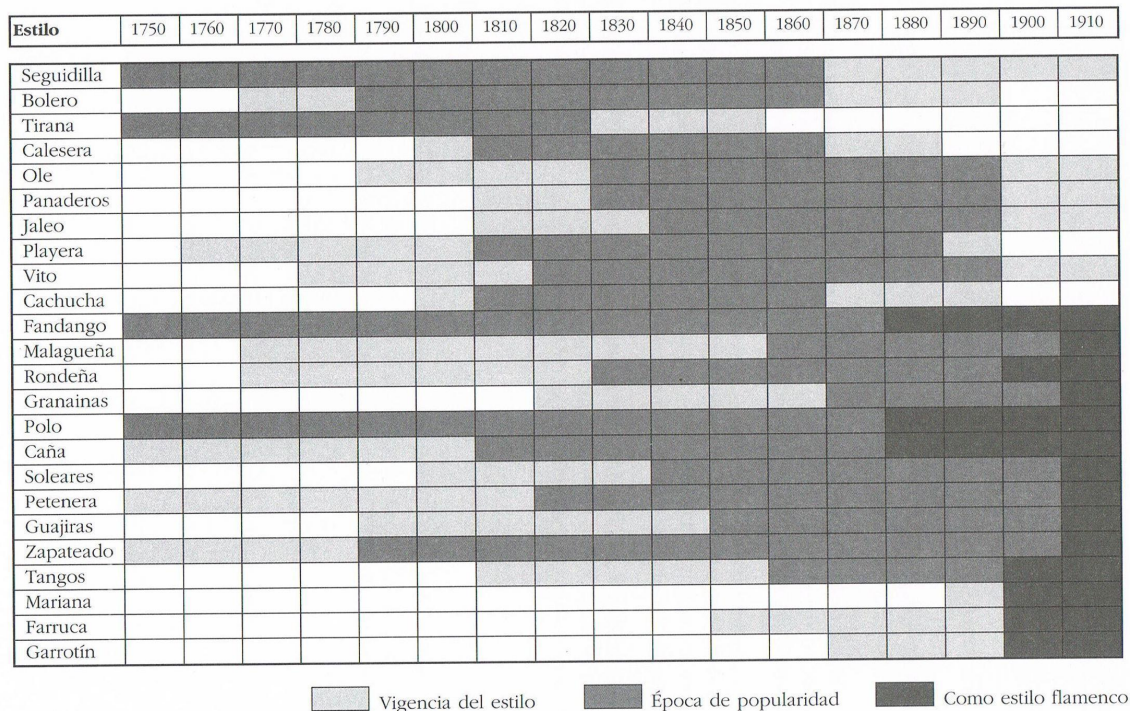 Estilo 1750 1760 1770 1780 1790 1800 1810 1820 1830 1840 1850 1860 1870 1880 1890 1900 1910
Seguidilla
Bolero
Tirana
Calesera
Ole
Panaderos
Jaleo
Playera
Vito
Cachucha
Fandango
Malagueña
Rondeña
Granainas
Polo
Caña
Soleares
Petenera
Guajiras
Zapateado
Tangos
Mariana
Farruca
Garrotín
Vigencia del estilo Época de popularidad Como estilo flamenco